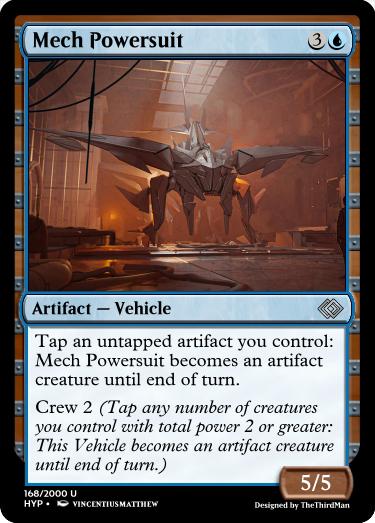 Mech Powersuit 3
Artifact — Vehicle
Tap an untapped artifact you control:
Mech Powersuit becomes an artifact
creature until end of turn.
Crew 2 (Tap any number of creatures
you control with total power 2 or greater:
This Vehicle becomes an artifact creature
until end of turn.)
5/5
168/2000 U
HYP • VINCENTIUSMATTHEW
Designed by TheThirdMan